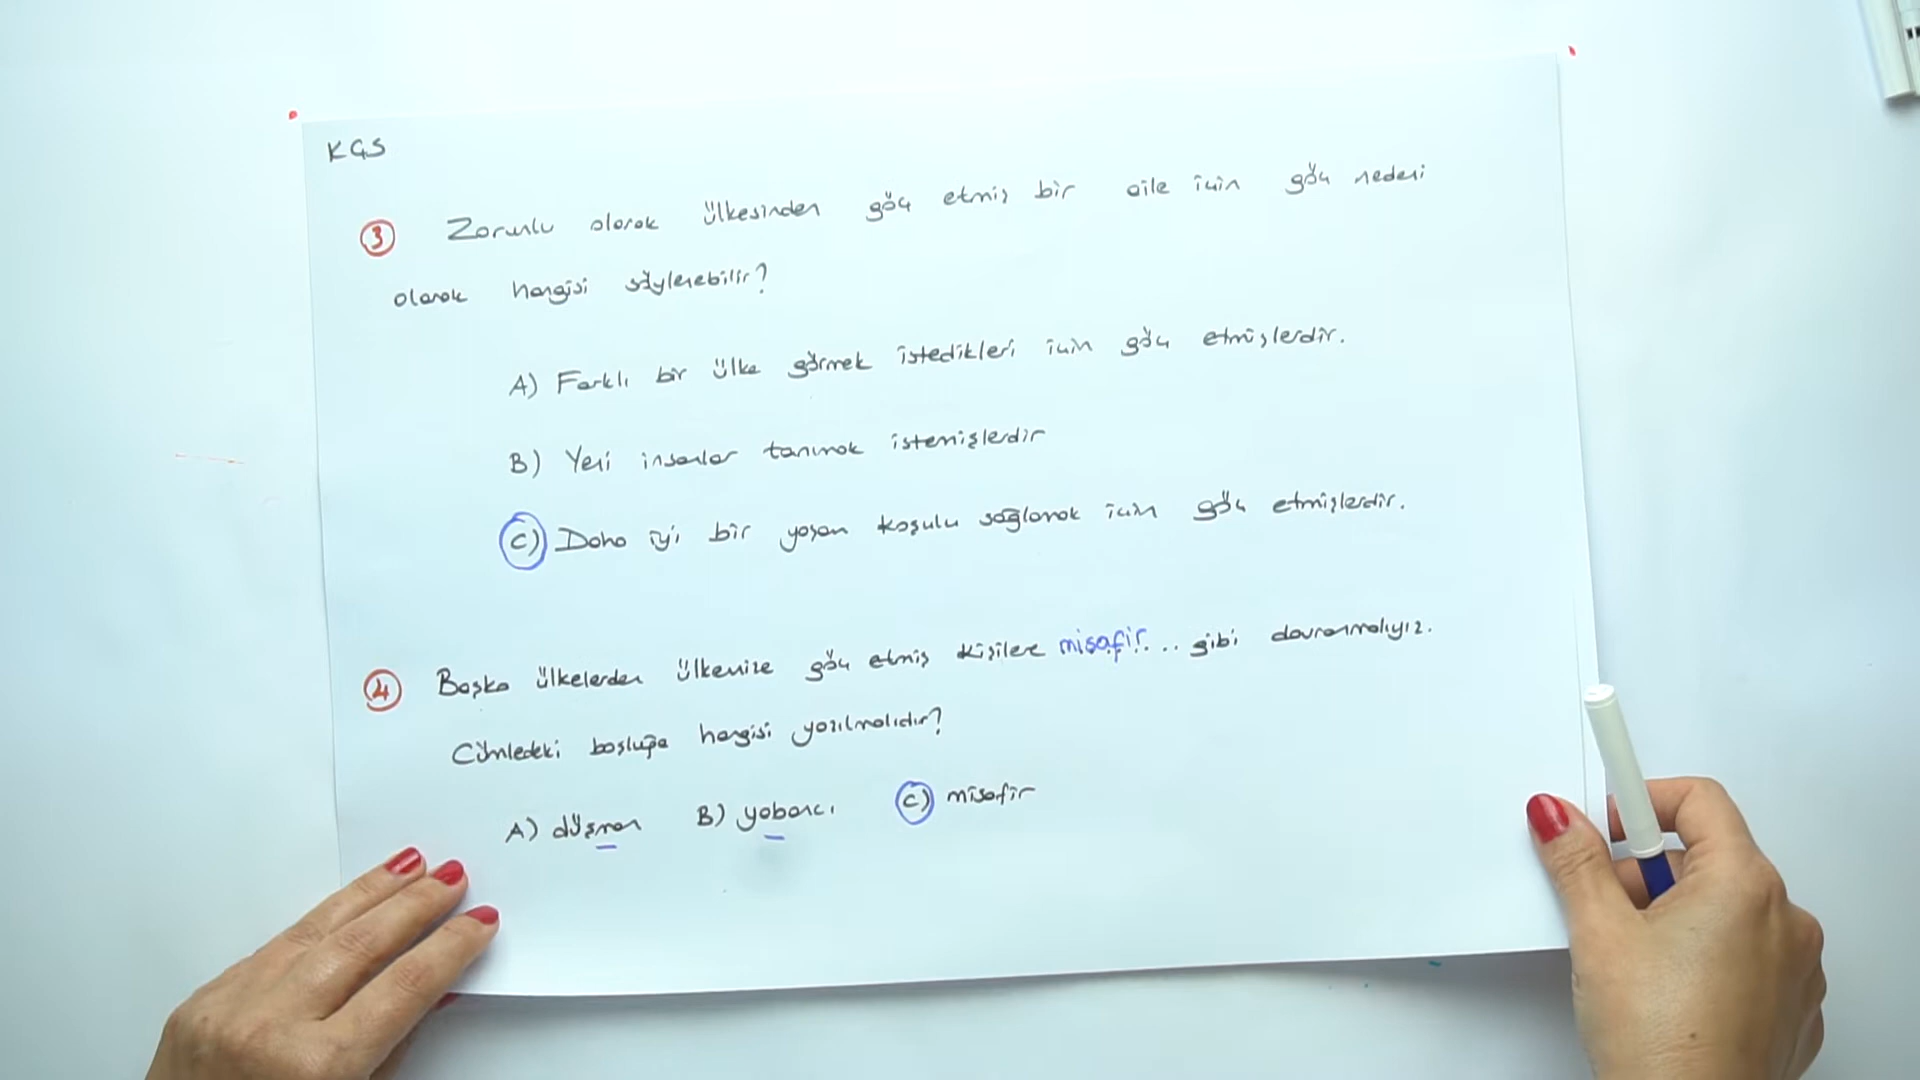 KGS
3 Zorunlu olarak ülkesinden göç etmiş bir aile için göç nedeni
olarak hangisi söylenebilir?
A) Farklı bir ülke görmek istedikleri için göç etmişlerdir.
B) Yeni insanlar tanımak istemişlerdir
C) Daha iyi bir yaşam koşulu sağlamak için göç etmişlerdir.
4 Başka ülkelerden ülkemize göç etmiş kişilere misafir... gibi davranmalıyız.
Cümledeki boşluğa hangisi yazılmalıdır?
A) düşman B) yabancı C) misafir